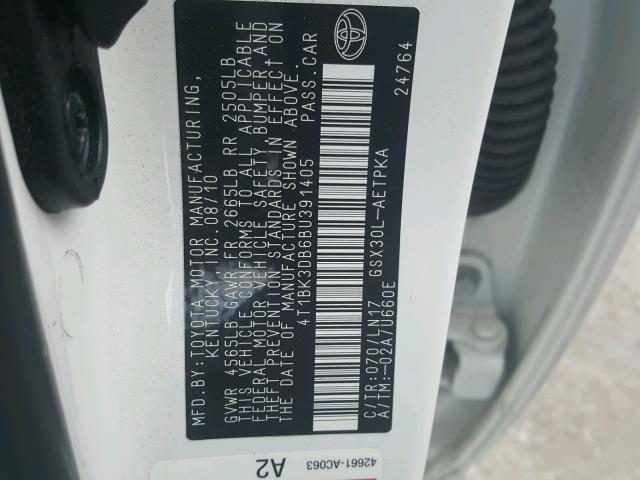 MFD.BY:TOYOTA MOTOR MANUFACTURING,
KENTUCKY, INC. 08/10
GVWR 4565LB GAWR FR 2665LB RR 2505LB
THIS VEHICLE CONFORMS TO ALL APPLICABLE
FEDERAL MOTOR VEHICLE SAFETY, BUMPER, AND
THEFT PREVENTION STANDARDS IN EFFECT ON
THE DATE OF MANUFACTURE SHOWN ABOVE.
4T1BK3DB6BU391405 PASS.CAR
C/TR:070/LN17 GSX30L-AETPKA
A/TM:-02A/U660E
24764
42661-AC063
A2